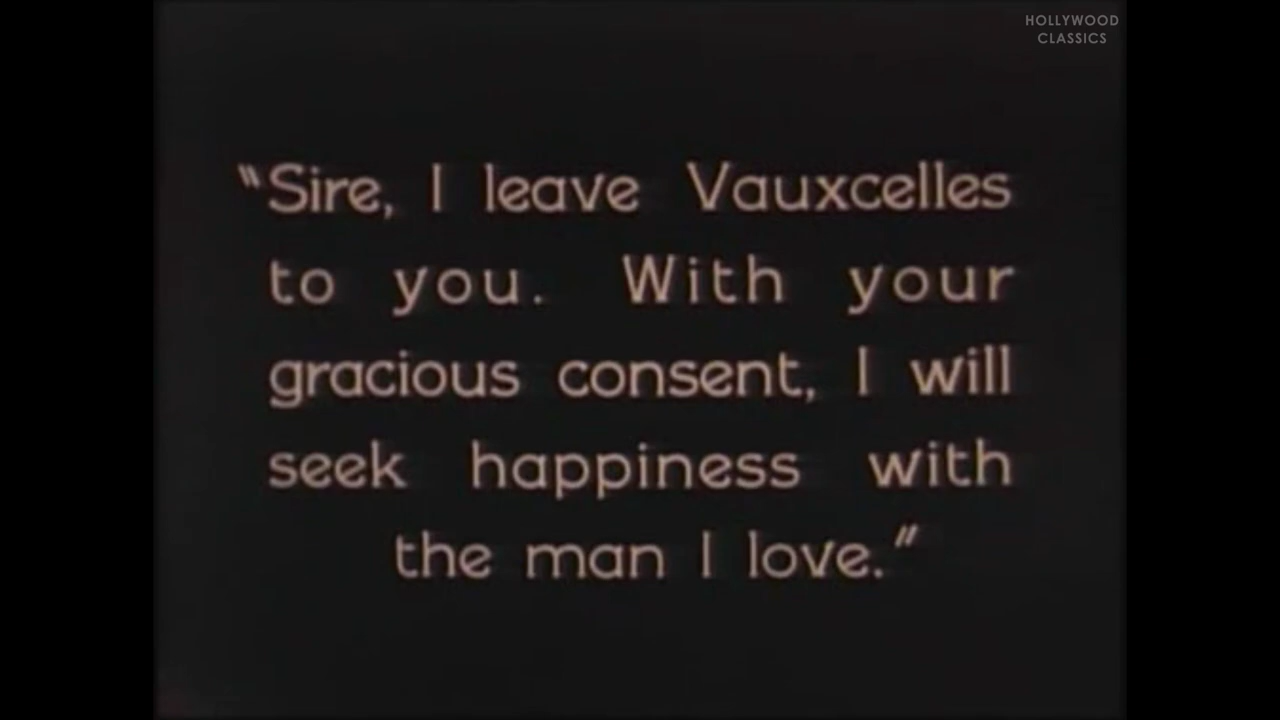 HOLLYWOOD
CLASSICS
"Sire, I leave Vauxcelles
to you. With your
gracious consent, I will
seek happiness with
the man I love."